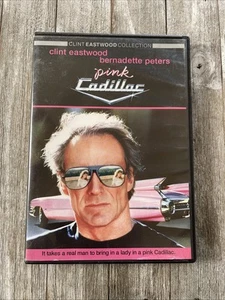 CLINT EASTWOOD COLLECTION
clint eastwood
bernadette peters
pink
Cadillac
It takes a real man to bring in a lady in a pink Cadillac.